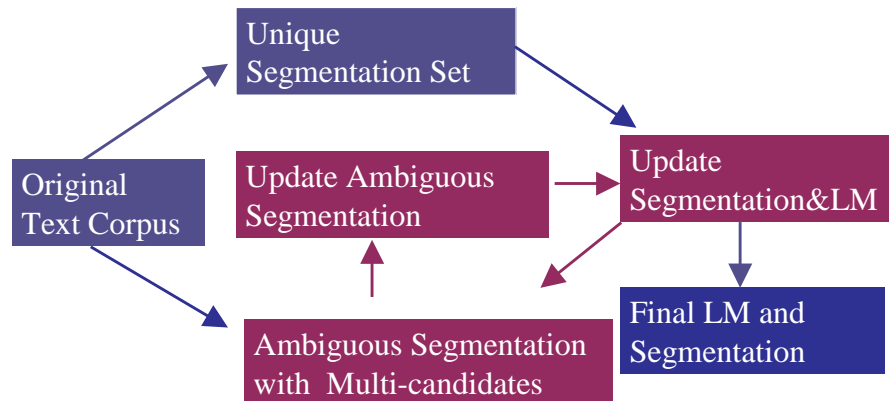 Unique
Segmentation Set
Original
Text Corpus
Update Ambiguous
Segmentation
Update
Segmentation&LM
Ambiguous Segmentation
with Multi-candidates
Final LM and
Segmentation